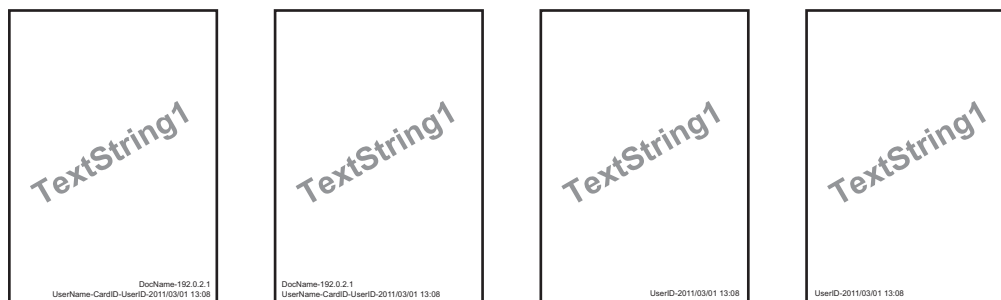 TextString1
DocName-192.0.2.1
UserName-CardID-UserID-2011/03/01 13:08
TextString1
DocName-192.0.2.1
UserName-CardID-UserID-2011/03/01 13:08
TextString1
UserID-2011/03/01 13:08
TextString1
UserID-2011/03/01 13:08